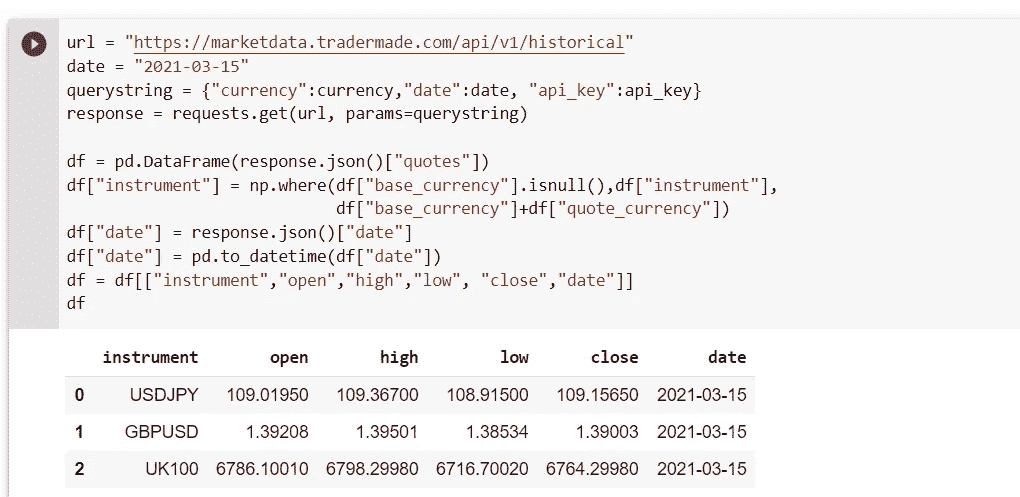 url = "https://marketdata.tradermade.com/api/v1/historical"
date = "2021-03-15"
querystring = {"currency":currency,"date":date, "api_key":api_key}
response = requests.get(url, params=querystring)
df = pd.DataFrame(response.json()["quotes"])
df["instrument"] = np.where(df["base_currency"].isnull(),df["instrument"],
df["base_currency"]+df["quote_currency"])
df["date"] = response.json()["date"]
df["date"] = pd.to_datetime(df["date"])
df = df[["instrument","open","high","low", "close","date"]]
df
instrument open high low close date
0 USDJPY 109.01950 109.36700 108.91500 109.15650 2021-03-15
1 GBPUSD 1.39208 1.39501 1.38534 1.39003 2021-03-15
2 UK100 6786.10010 6798.29980 6716.70020 6764.29980 2021-03-15